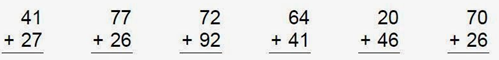 41 77 72 64 20 70
+ 27 + 26 + 92 + 41 + 46 + 26